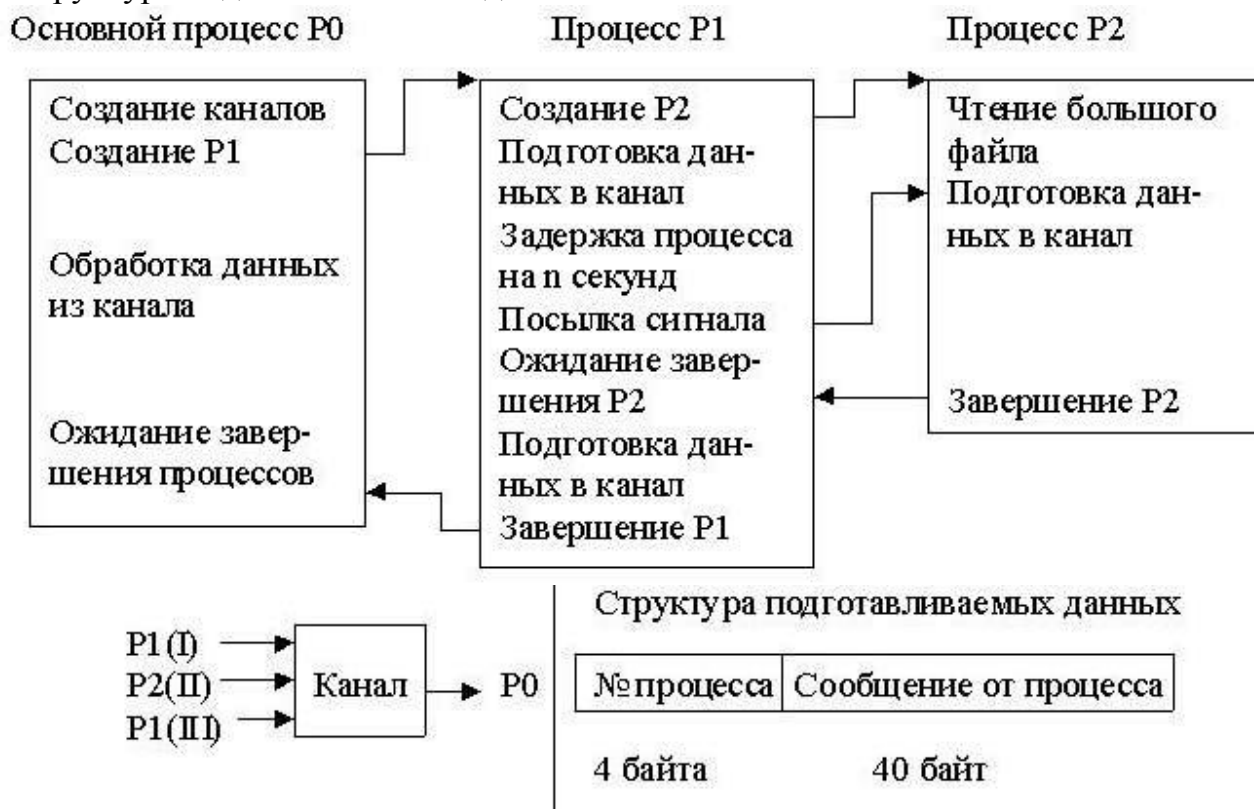 Основной процесс P0
Процесс P1
Процесс P2
Создание каналов
Создание P1
Обработка данных
из канала
Ожидание завер-
шения процессов
Создание P2
Подготовка дан-
ных в канал
Задержка процесса
на n секунд
Посылка сигнала
Ожидание завер-
шения P2
Подготовка дан-
ных в канал
Завершение P1
Чтение большого
файла
Подготовка дан-
ных в канал
Завершение P2
P1(I)
P2(II)
P1(III)
Канал
P0
Структура подготавливаемых данных
№процесса
Сообщение от процесса
4 байта
40 байт